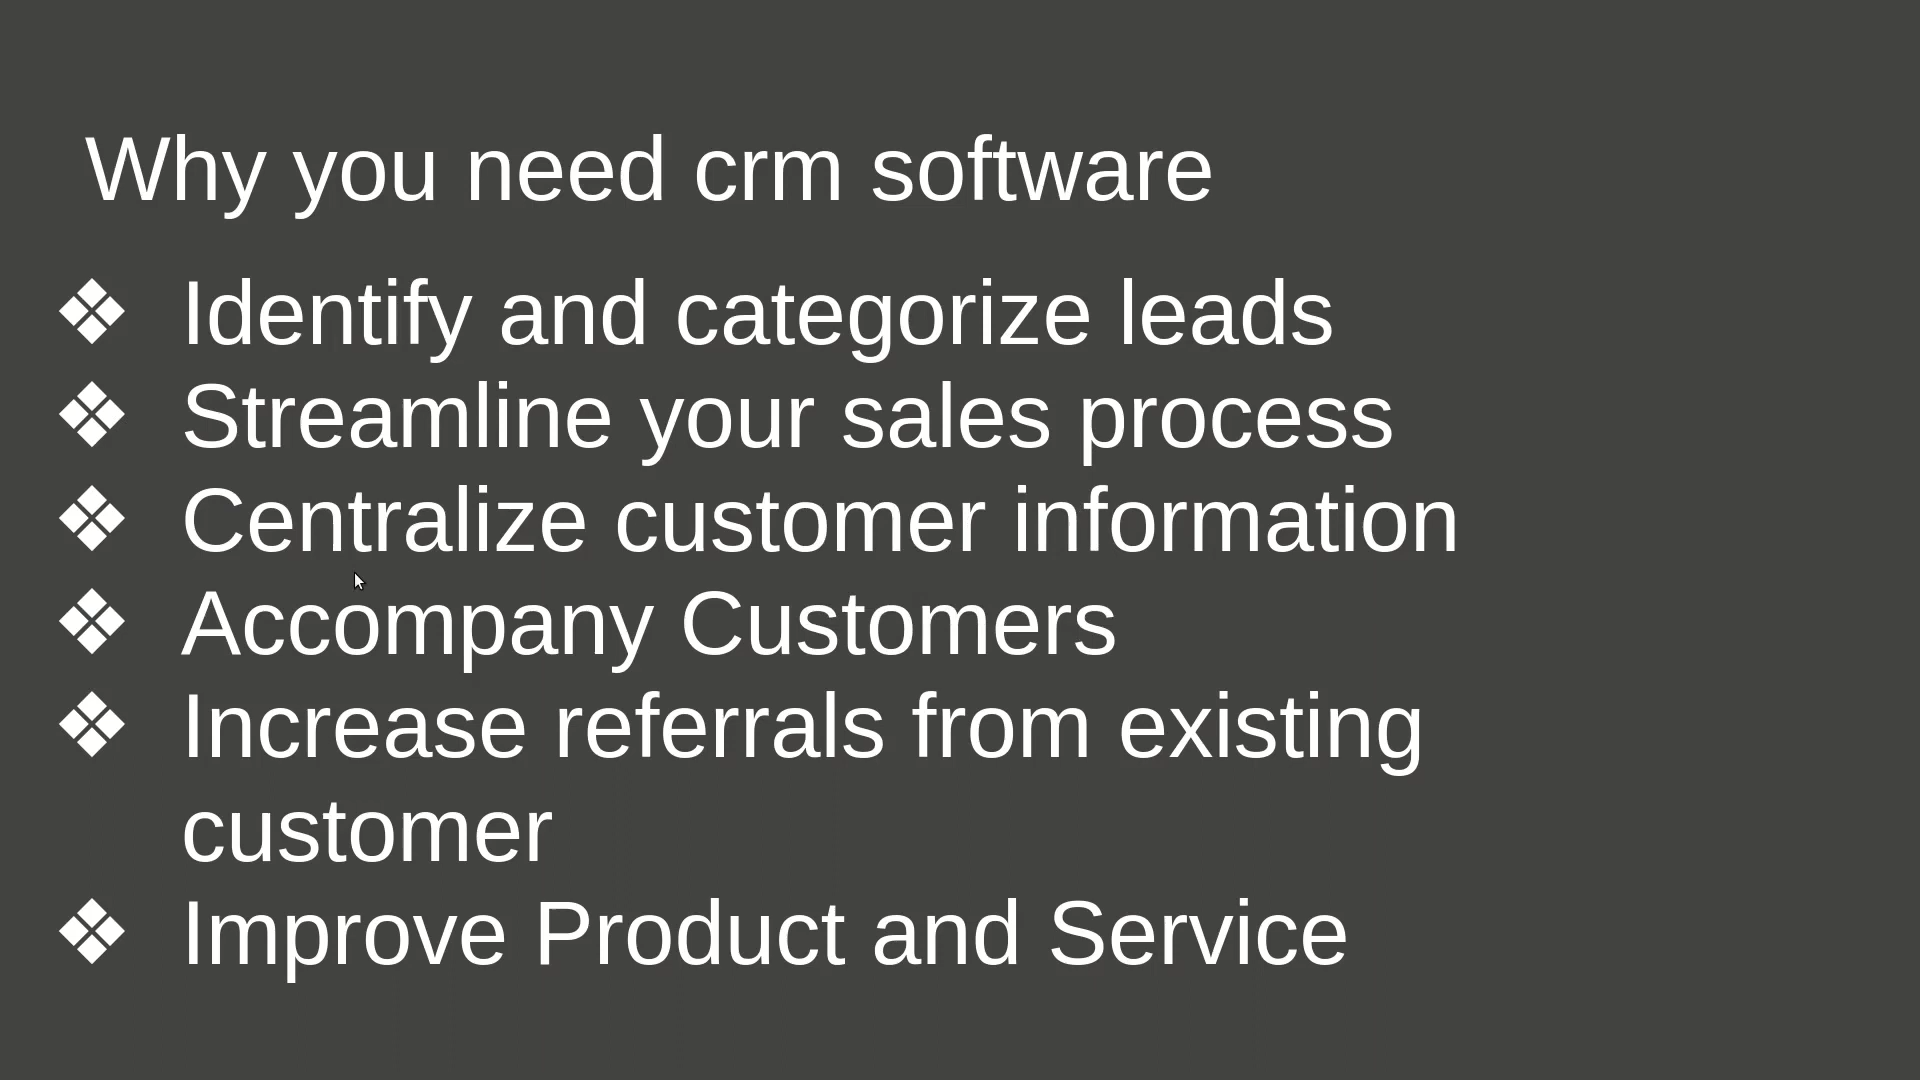 Why you need crm software
❖ Identify and categorize leads
❖ Streamline your sales process
❖ Centralize customer information
❖ Accompany Customers
❖ Increase referrals from existing
customer
❖ Improve Product and Service